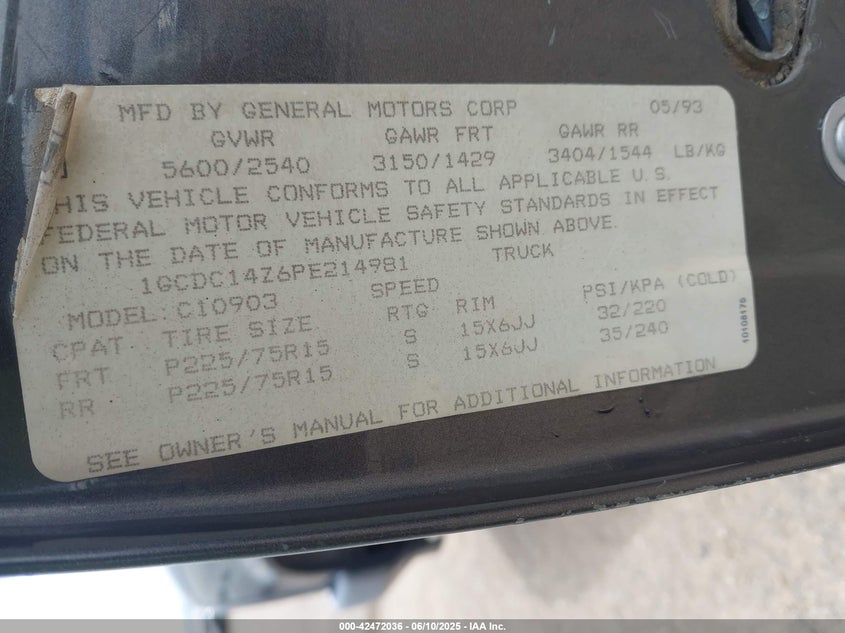 MFD BY GENERAL MOTORS CORP 05/93
GVWR GAWR FRT GAWR RR
5600/2540 3150/1429 3404/1544 LB/KG
HIS VEHICLE CONFORMS TO ALL APPLICABLE U.S.
FEDERAL MOTOR VEHICLE SAFETY STANDARDS IN EFFECT
ON THE DATE OF MANUFACTURE SHOWN ABOVE.
1GCDC14Z6PE214981 TRUCK
MODEL: C10903 SPEED
CPAT TIRE SIZE RTG RIM PSI/KPA (COLD)
FRT P225/75R15 S 15X6JJ 32/220
RR P225/75R15 S 15X6JJ 35/240
SEE OWNER'S MANUAL FOR ADDITIONAL INFORMATION
10108176
000-42472036 - 06/10/2025 - IAA Inc.